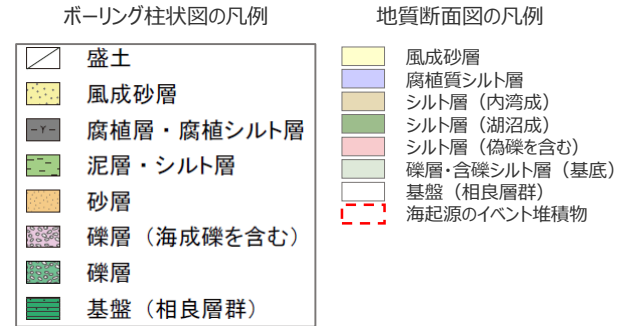 ボーリング柱状図の凡例
盛土
風成砂層
腐植層・腐植シルト層
泥層・シルト層
砂層
礫層（海成礫を含む）
礫層
基盤（相良層群）
地質断面図の凡例
風成砂層
腐植質シルト層
シルト層（内湾成）
シルト層（湖沼成）
シルト層（偽礫を含む）
礫層・含礫シルト層（基底）
基盤（相良層群）
海起源のイベント堆積物